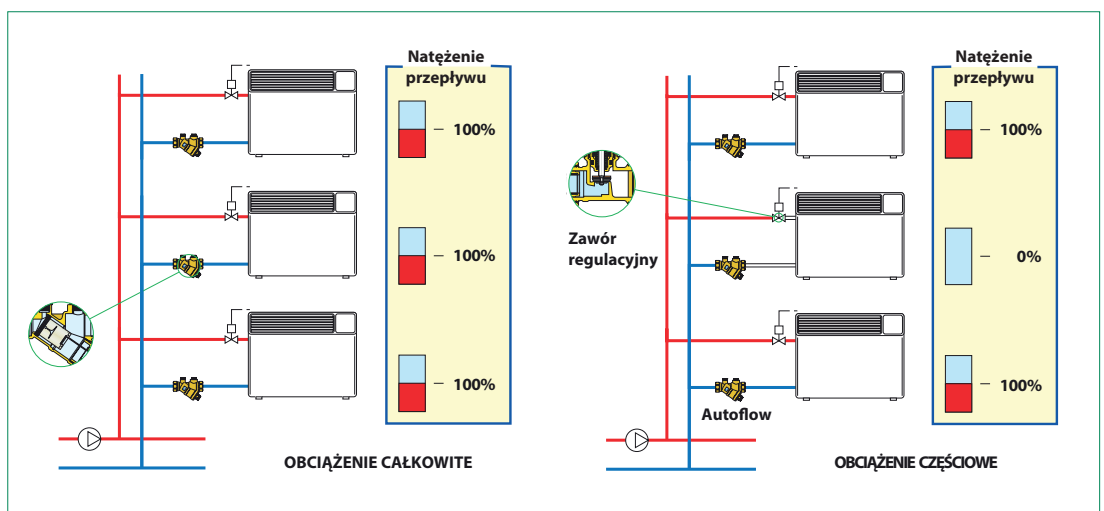 Natężenie
przepływu
100%
100%
100%
OBCIĄŻENIE CAŁKOWITE
Natężenie
przepływu
100%
Zawór
regulacyjny
0%
100%
Autoflow
OBCIĄŻENIE CZĘŚCIOWE